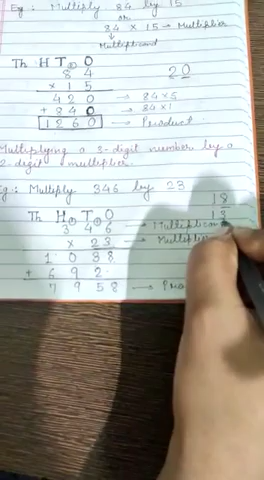 Eg: Multiply 84 by 15
or
84 × 15 → Multiplier
↓
Multiplicand
Th H T O
8 4
20
× 1 5
4 2 0 → 84 × 5
+ 8 4 0 → 84 × 1
1 2 6 0 → Product
Multiplying a 3-digit number by a
2-digit multiplier.
Eg: Multiply 346 by 23
18
Th H T O
13
3 4 6 → Multiplicand
× 2 3 → Multiplier
1 0 3 8
+ 6 9 2
7 9 5 8